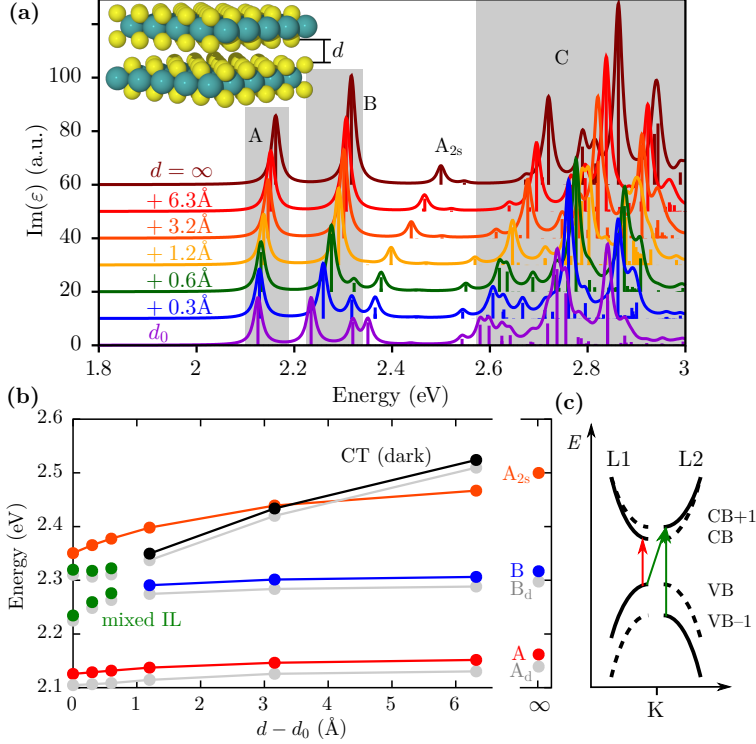 (a)
d
A
B
C
A2s
d = ∞
+ 6.3Å
+ 3.2Å
+ 1.2Å
+ 0.6Å
+ 0.3Å
d0
Im(ε) (a.u.)
100
80
60
40
20
0
1.8 2 2.2 2.4 2.6 2.8 3
Energy (eV)
(b)
Energy (eV)
2.6
2.5
2.4
2.3
2.2
2.1
CT (dark)
A2s
B
Bd
mixed IL
A
Ad
0 1 2 3 4 5 6 ∞
d − d0 (Å)
(c)
E
L1 L2
CB+1
CB
VB
VB−1
K